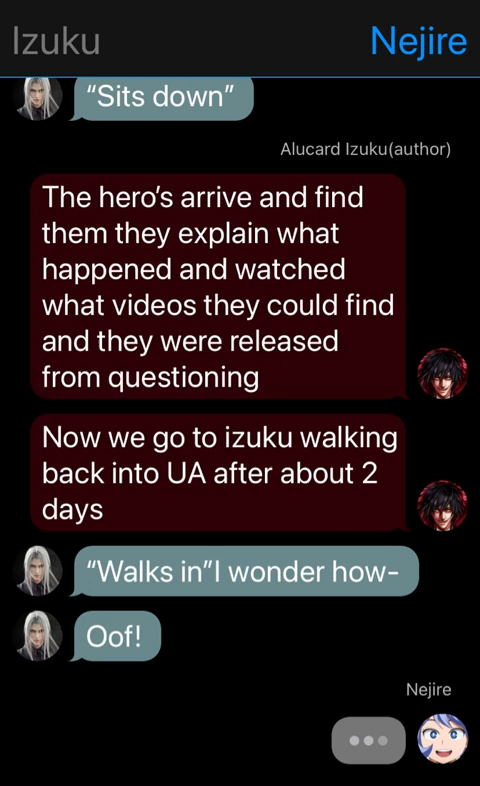 Izuku
Nejire
“Sits down”
Alucard Izuku(author)
The hero’s arrive and find
them they explain what
happened and watched
what videos they could find
and they were released
from questioning
Now we go to izuku walking
back into UA after about 2
days
“Walks in”I wonder how-
Oof!
Nejire